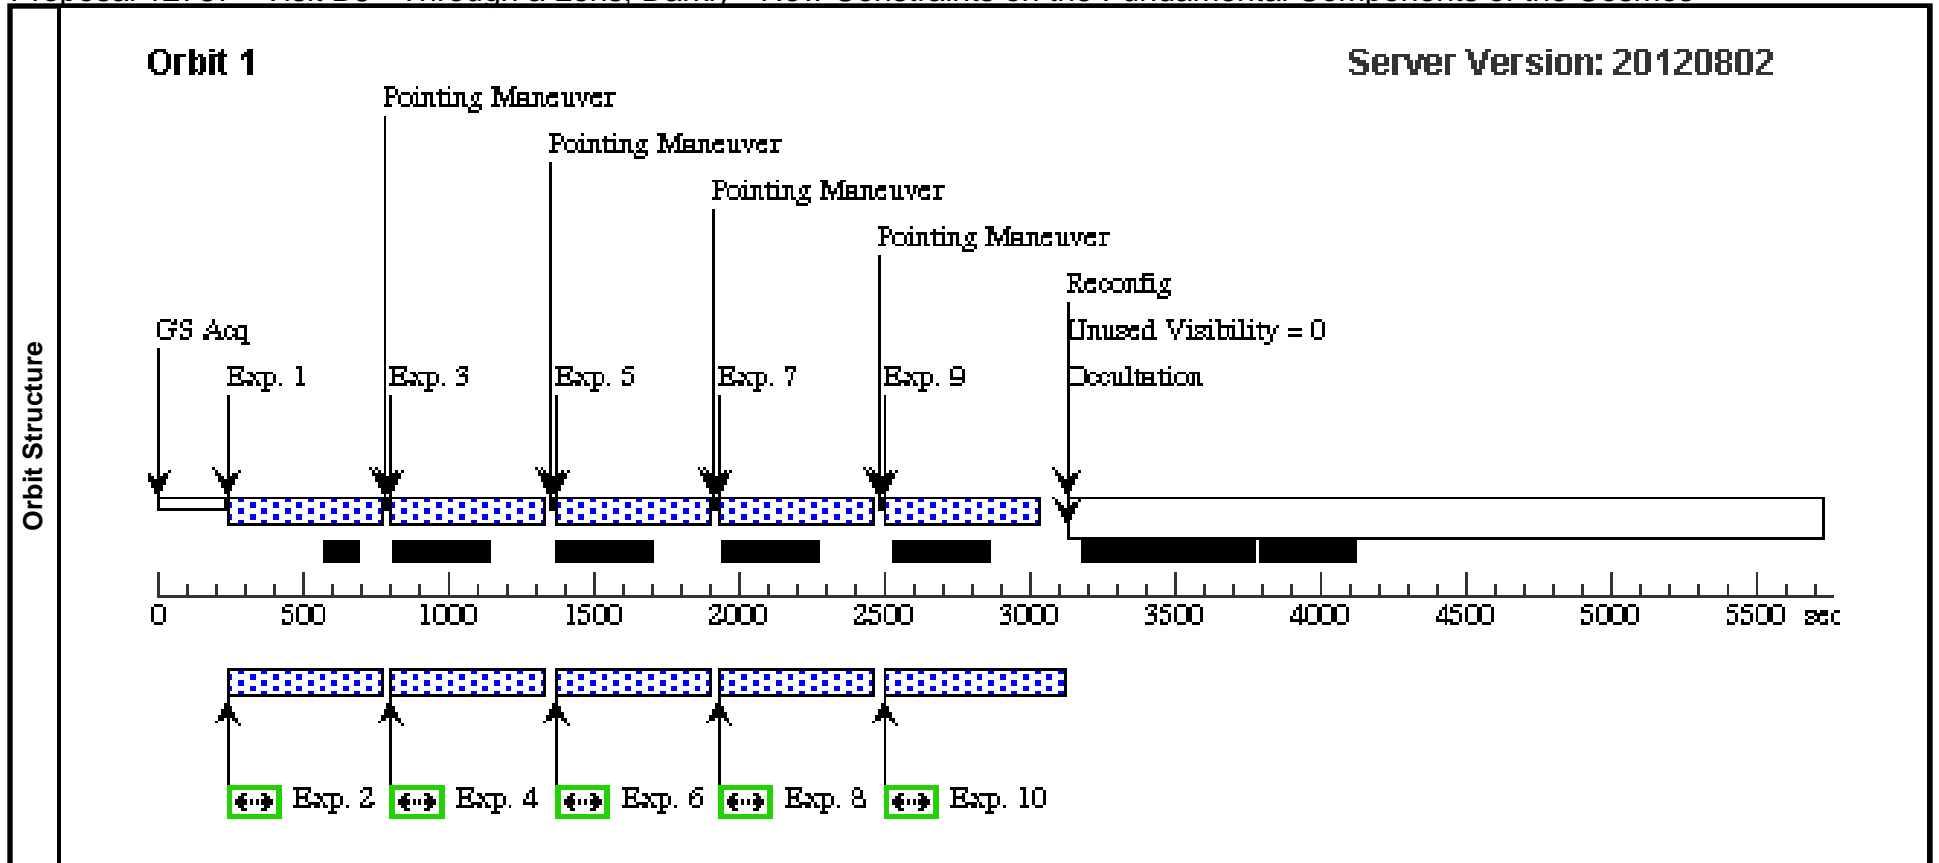 Orbit 1
Server Version: 20120802
Pointing Maneuver
Pointing Maneuver
Pointing Maneuver
Pointing Maneuver
Reconfig
GS Acq
Unused Visibility = 0
Exp. 1
Exp. 3
Exp. 5
Exp. 7
Exp. 9
Occultation
Orbit Structure
0 500 1000 1500 2000 2500 3000 3500 4000 4500 5000 5500 sec
Exp. 2
Exp. 4
Exp. 6
Exp. 8
Exp. 10